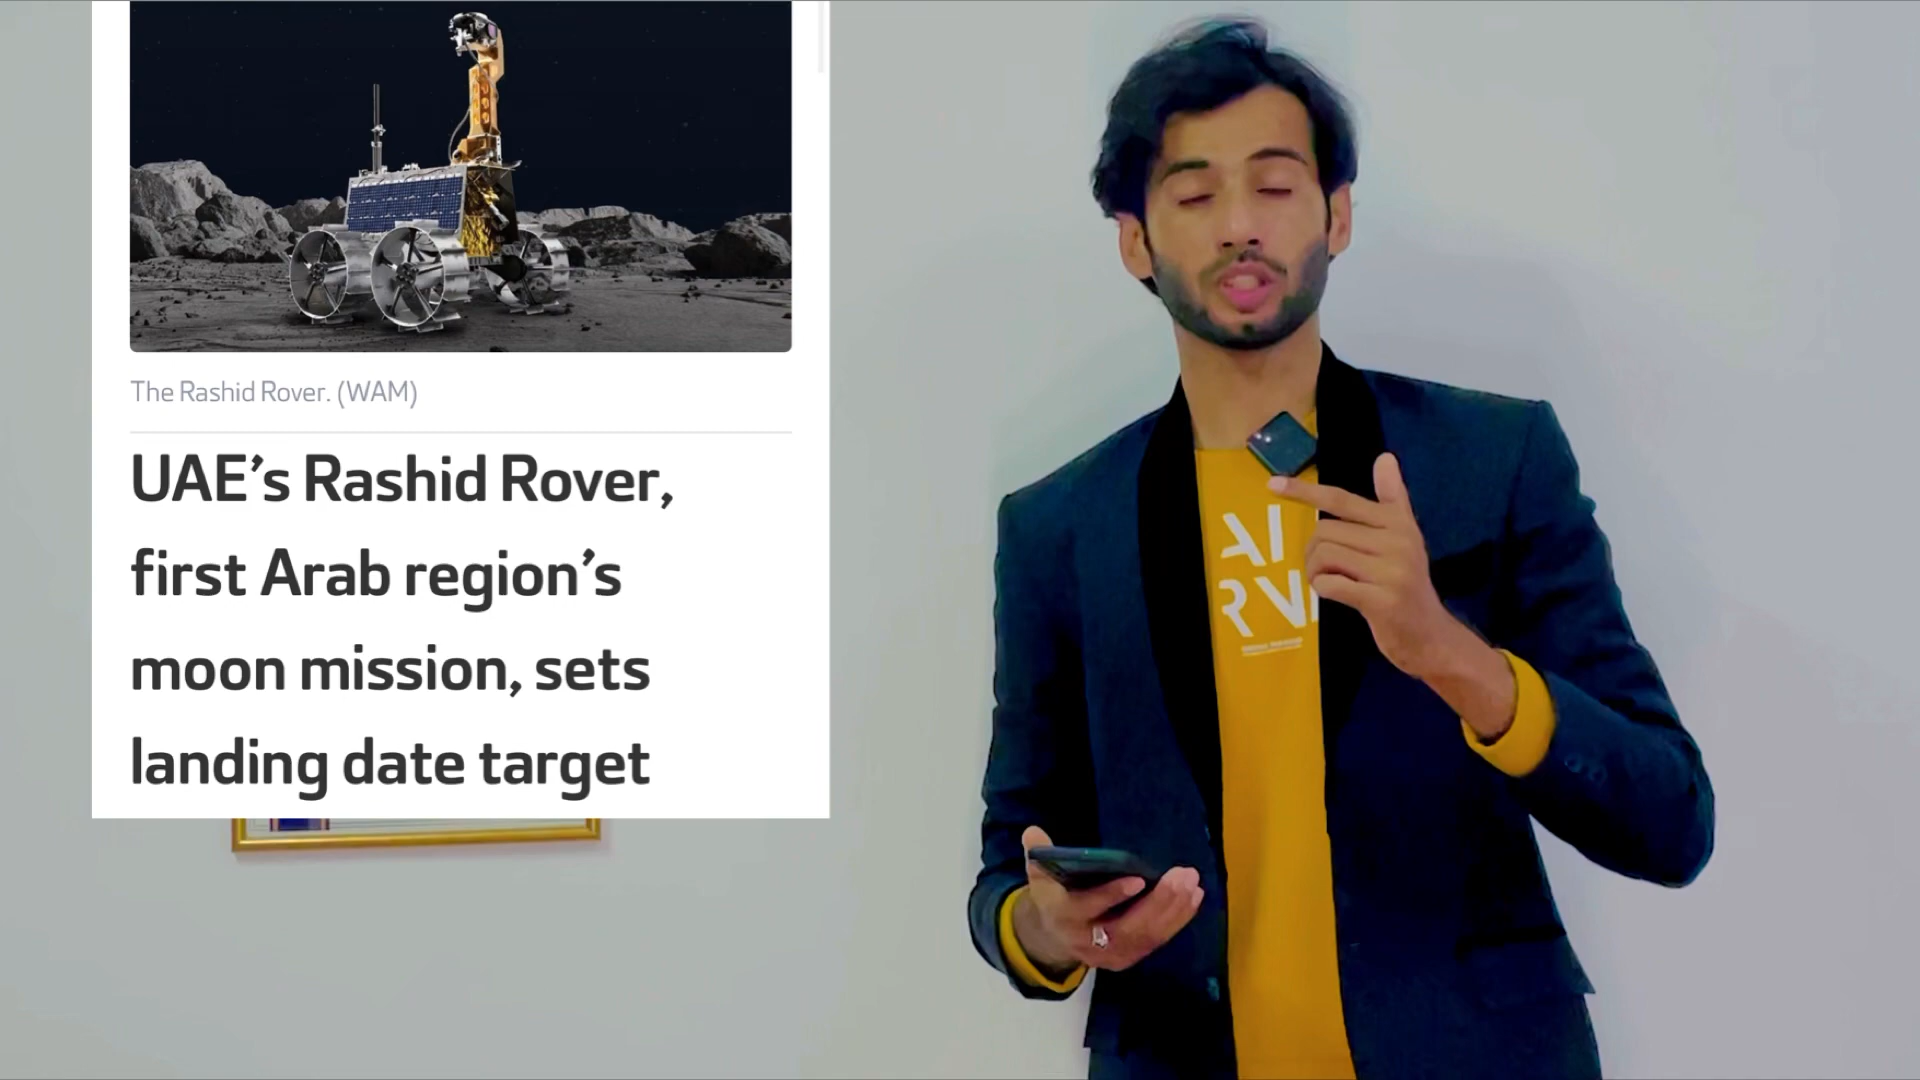 The Rashid Rover. (WAM)
UAE’s Rashid Rover,
first Arab region’s
moon mission, sets
landing date target